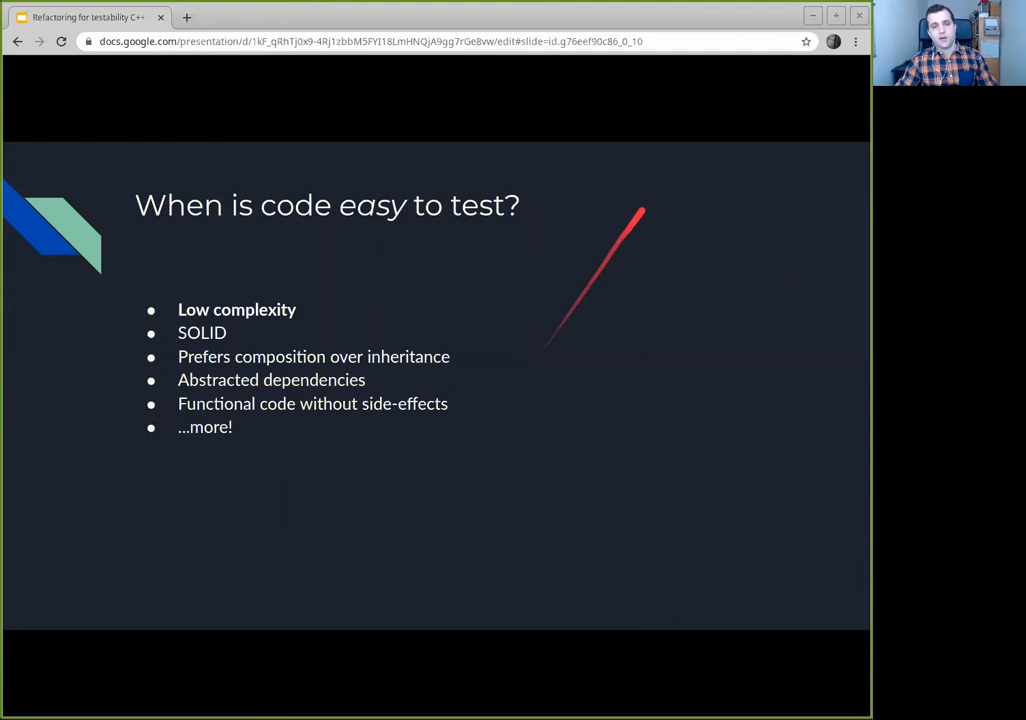 Refactoring for testability C++
docs.google.com/presentation/d/1kF_qRhTj0x9-4Rj1zbbM5FYI18LmHNQjA9gg7rGe8vw/edit#slide=id.g76eef90c86_0_10
When is code easy to test?
● Low complexity
● SOLID
● Prefers composition over inheritance
● Abstracted dependencies
● Functional code without side-effects
● ...more!